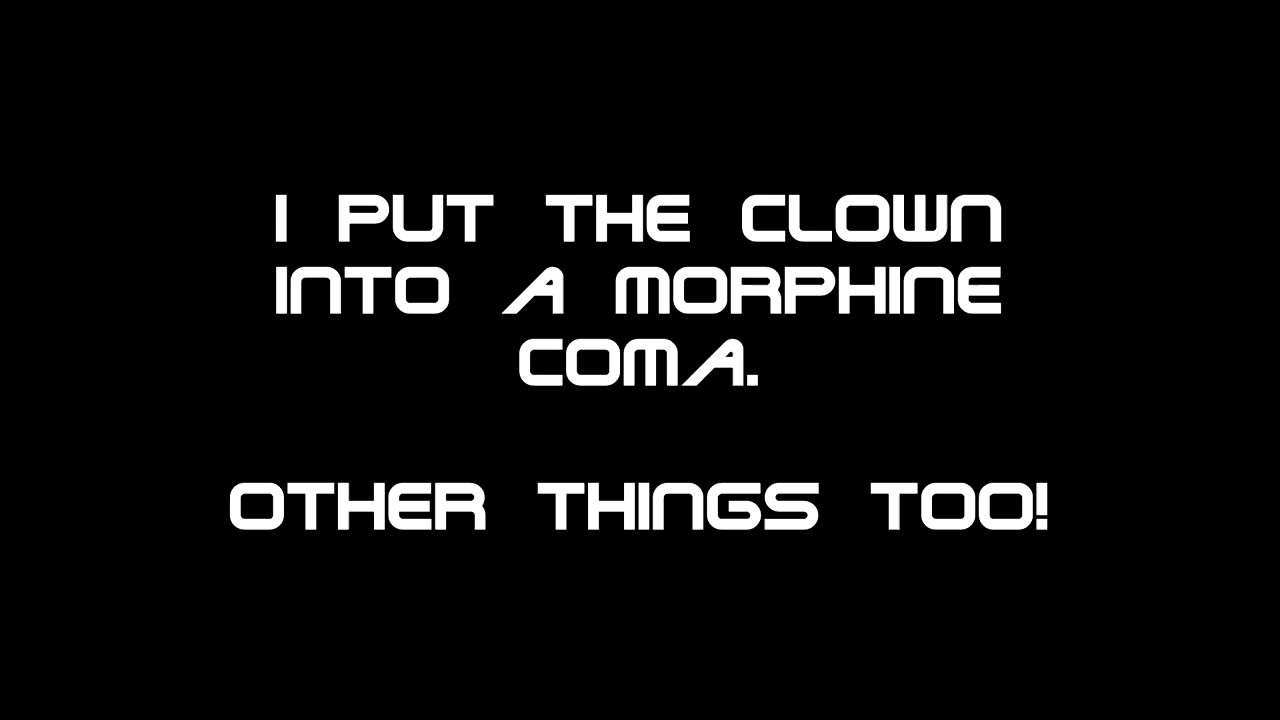 I PUT THE CLOWN
INTO A MORPHINE
COMA.
OTHER THINGS TOO!